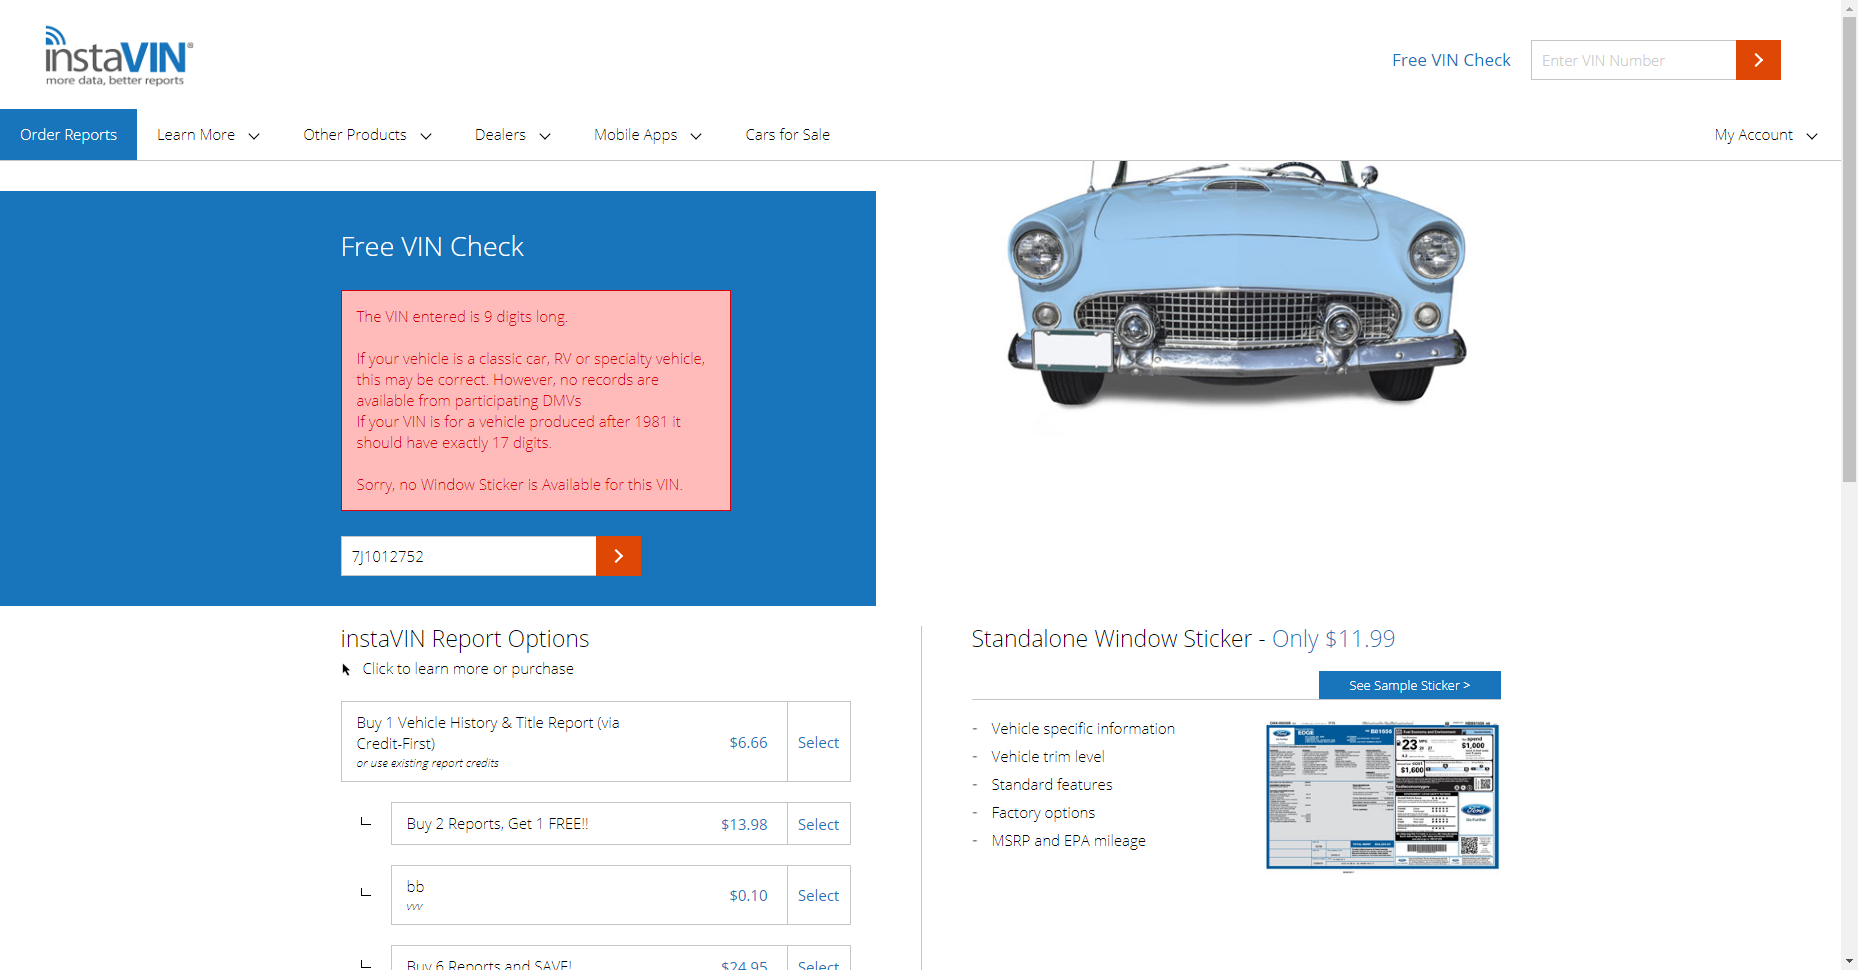 instaVIN®
more data, better reports
Free VIN Check
Enter VIN Number
Order Reports
Learn More
Other Products
Dealers
Mobile Apps
Cars for Sale
My Account
Free VIN Check
The VIN entered is 9 digits long.
If your vehicle is a classic car, RV or specialty vehicle,
this may be correct. However, no records are
available from participating DMVs
If your VIN is for a vehicle produced after 1981 it
should have exactly 17 digits.
Sorry, no Window Sticker is Available for this VIN.
7J1012752
instaVIN Report Options
Click to learn more or purchase
Buy 1 Vehicle History & Title Report (via
Credit-First)
or use existing report credits
$6.66
Select
Buy 2 Reports, Get 1 FREE!!
$13.98
Select
bb
vvv
$0.10
Select
Buy 6 Reports and SAVE!
$24.95
Select
Standalone Window Sticker - Only $11.99
See Sample Sticker >
- Vehicle specific information
- Vehicle trim level
- Standard features
- Factory options
- MSRP and EPA mileage
EDGE
23
$1,000
$1,600
Ford